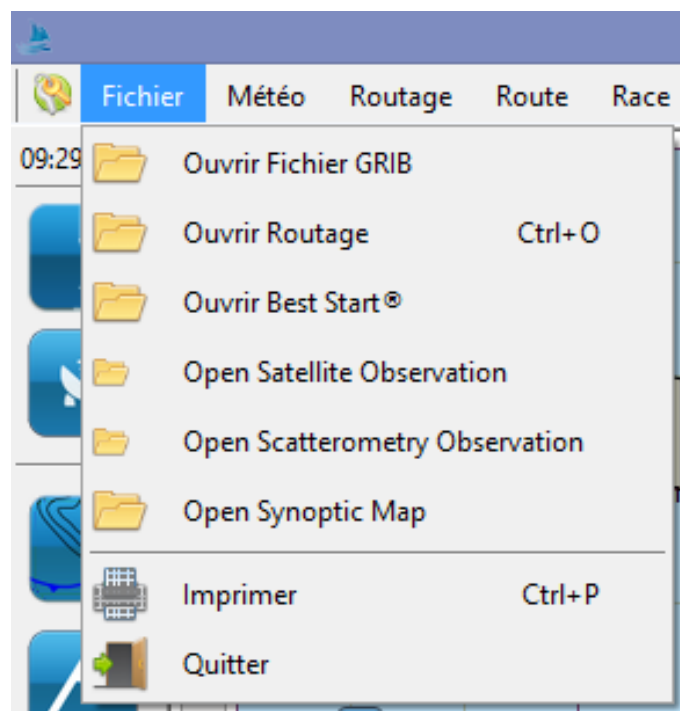 Fichier Météo Routage Route Race
09:29
Ouvrir Fichier GRIB
Ouvrir Routage Ctrl+O
Ouvrir Best Start®
Open Satellite Observation
Open Scatterometry Observation
Open Synoptic Map
Imprimer Ctrl+P
Quitter